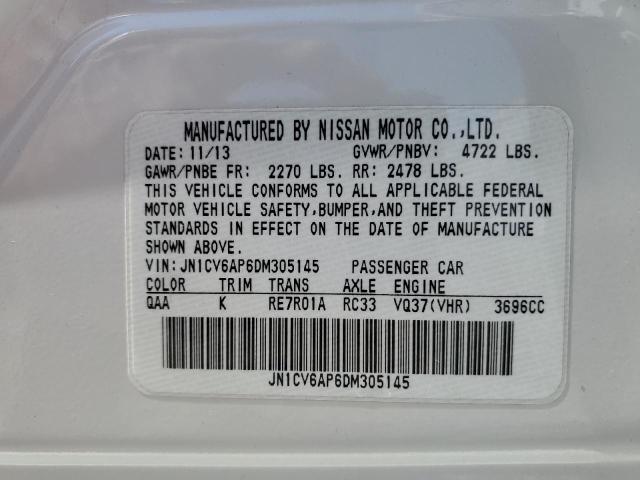 MANUFACTURED BY NISSAN MOTOR CO.,LTD.
DATE: 11/13 GVWR/PNBV: 4722 LBS.
GAWR/PNBE FR: 2270 LBS. RR: 2478 LBS.
THIS VEHICLE CONFORMS TO ALL APPLICABLE FEDERAL
MOTOR VEHICLE SAFETY,BUMPER,AND THEFT PREVENTION
STANDARDS IN EFFECT ON THE DATE OF MANUFACTURE
SHOWN ABOVE.
VIN:JN1CV6AP6DM305145 PASSENGER CAR
COLOR TRIM TRANS AXLE ENGINE
QAA K RE7R01A RC33 VQ37(VHR) 3696CC
JN1CV6AP6DM305145